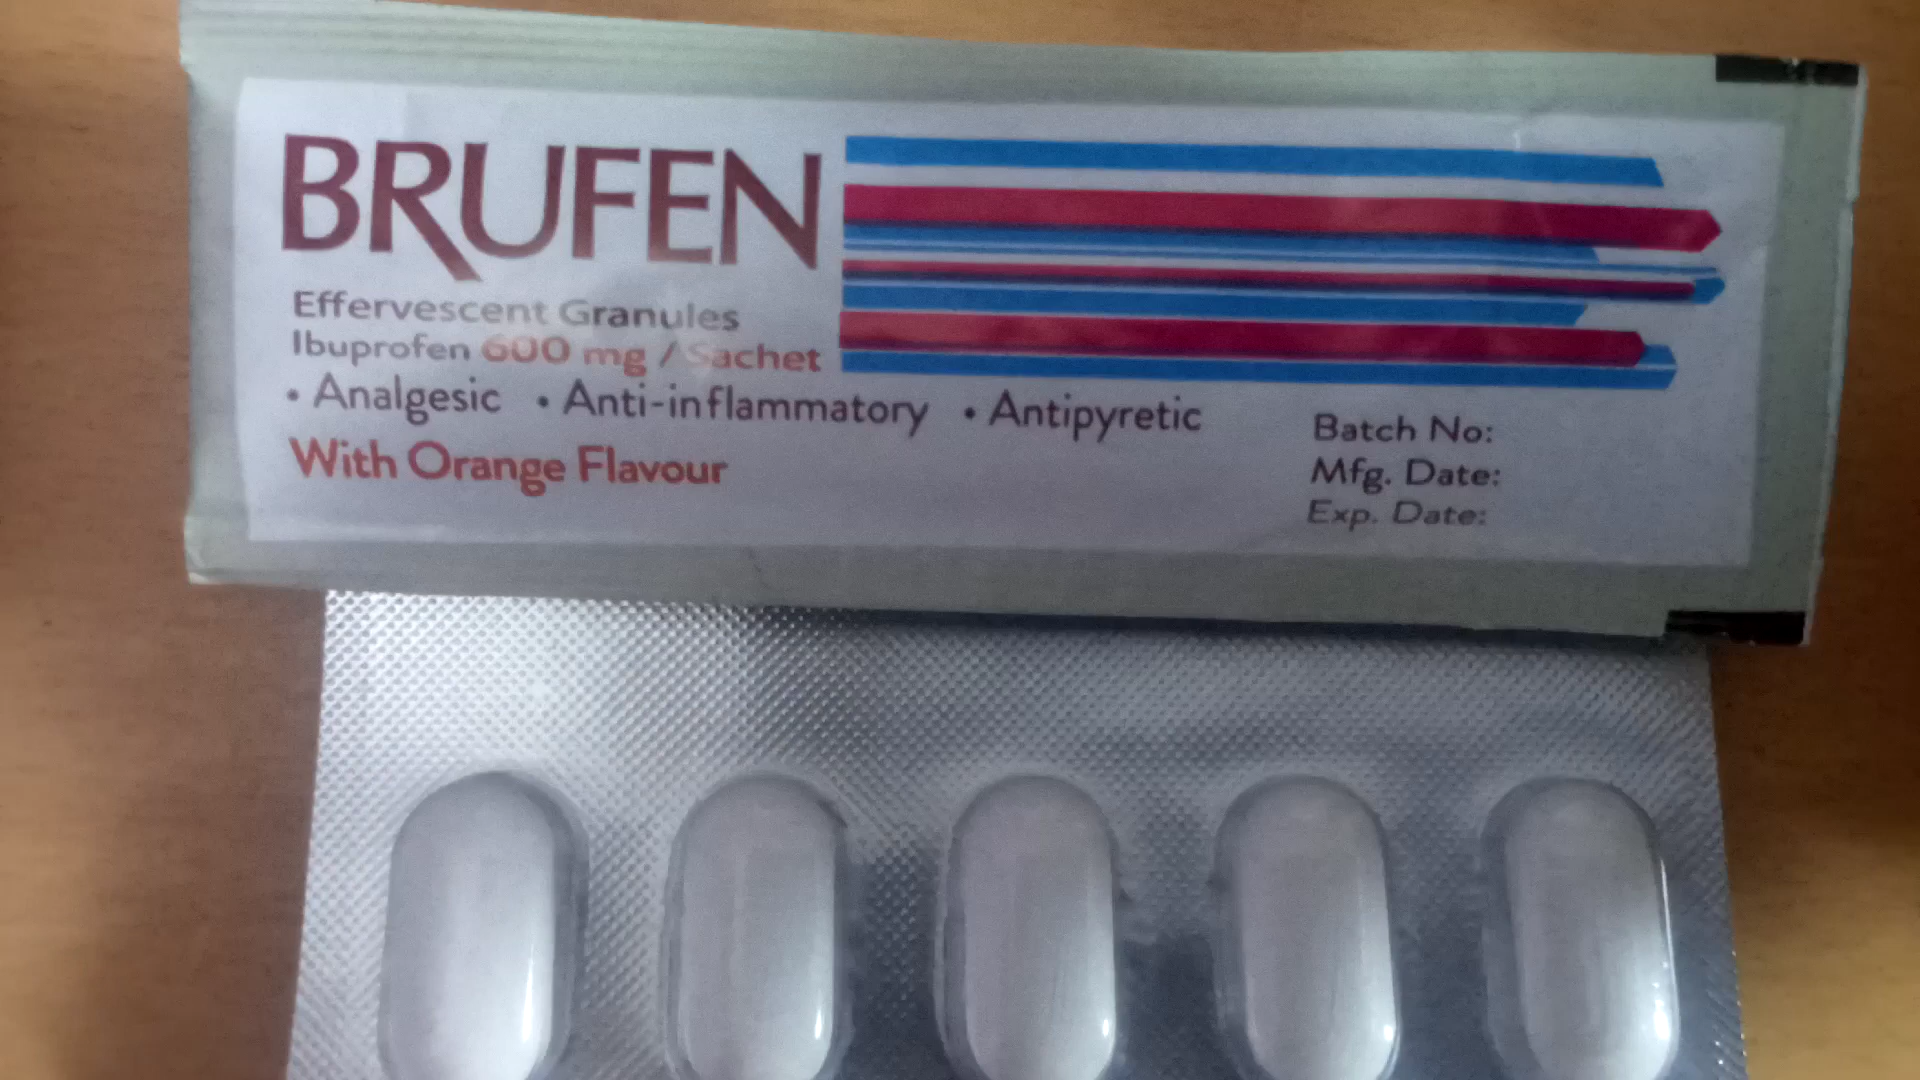 BRUFEN
Effervescent Granules
Ibuprofen 600 mg / Sachet
• Analgesic • Anti-inflammatory • Antipyretic
With Orange Flavour
Batch No:
Mfg. Date:
Exp. Date: